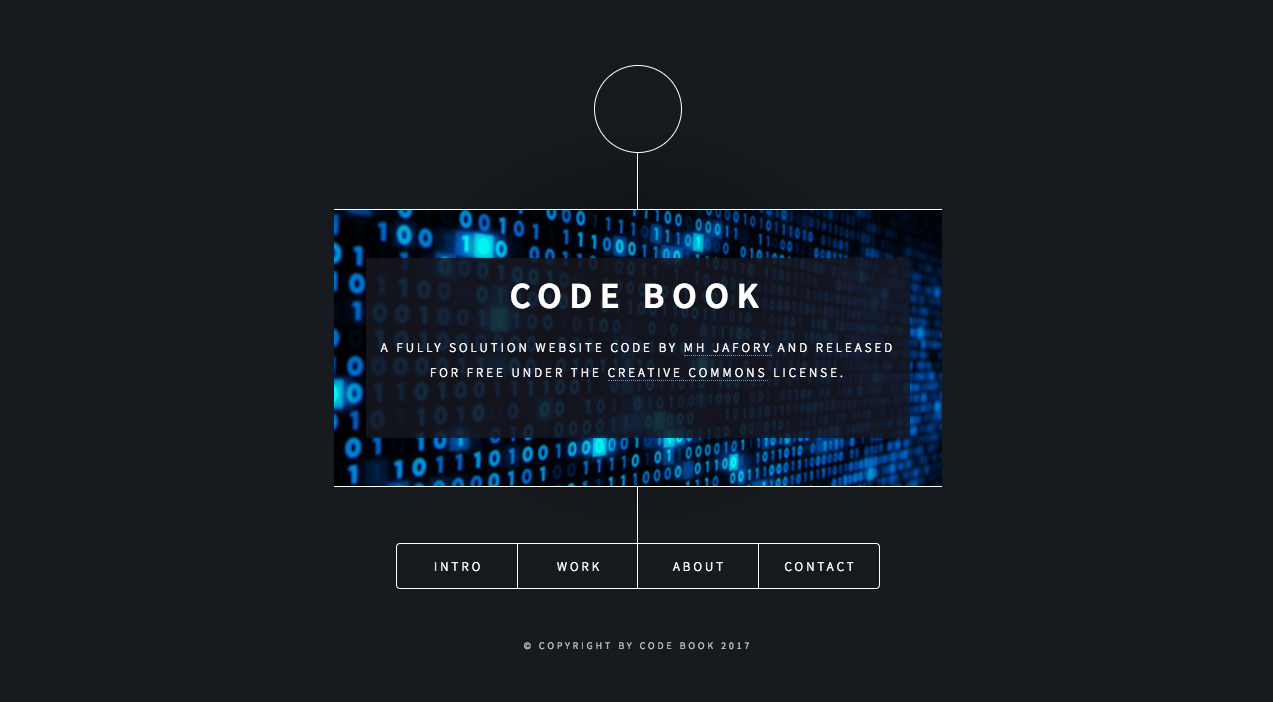 CODE BOOK
A FULLY SOLUTION WEBSITE CODE BY MH JAFORY AND RELEASED
FOR FREE UNDER THE CREATIVE COMMONS LICENSE.
INTRO
WORK
ABOUT
CONTACT
© COPYRIGHT BY CODE BOOK 2017